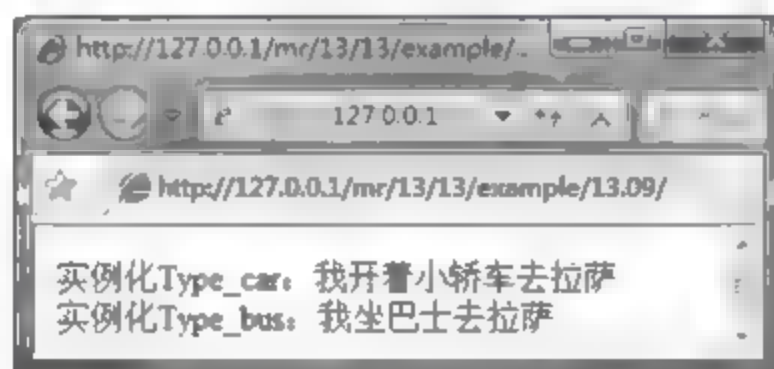 http://127.0.0.1/mr/13/13/example/...
127.0.0.1
http://127.0.0.1/mr/13/13/example/13.09/
实例化Type_car：我开着小轿车去拉萨
实例化Type_bus：我坐巴士去拉萨